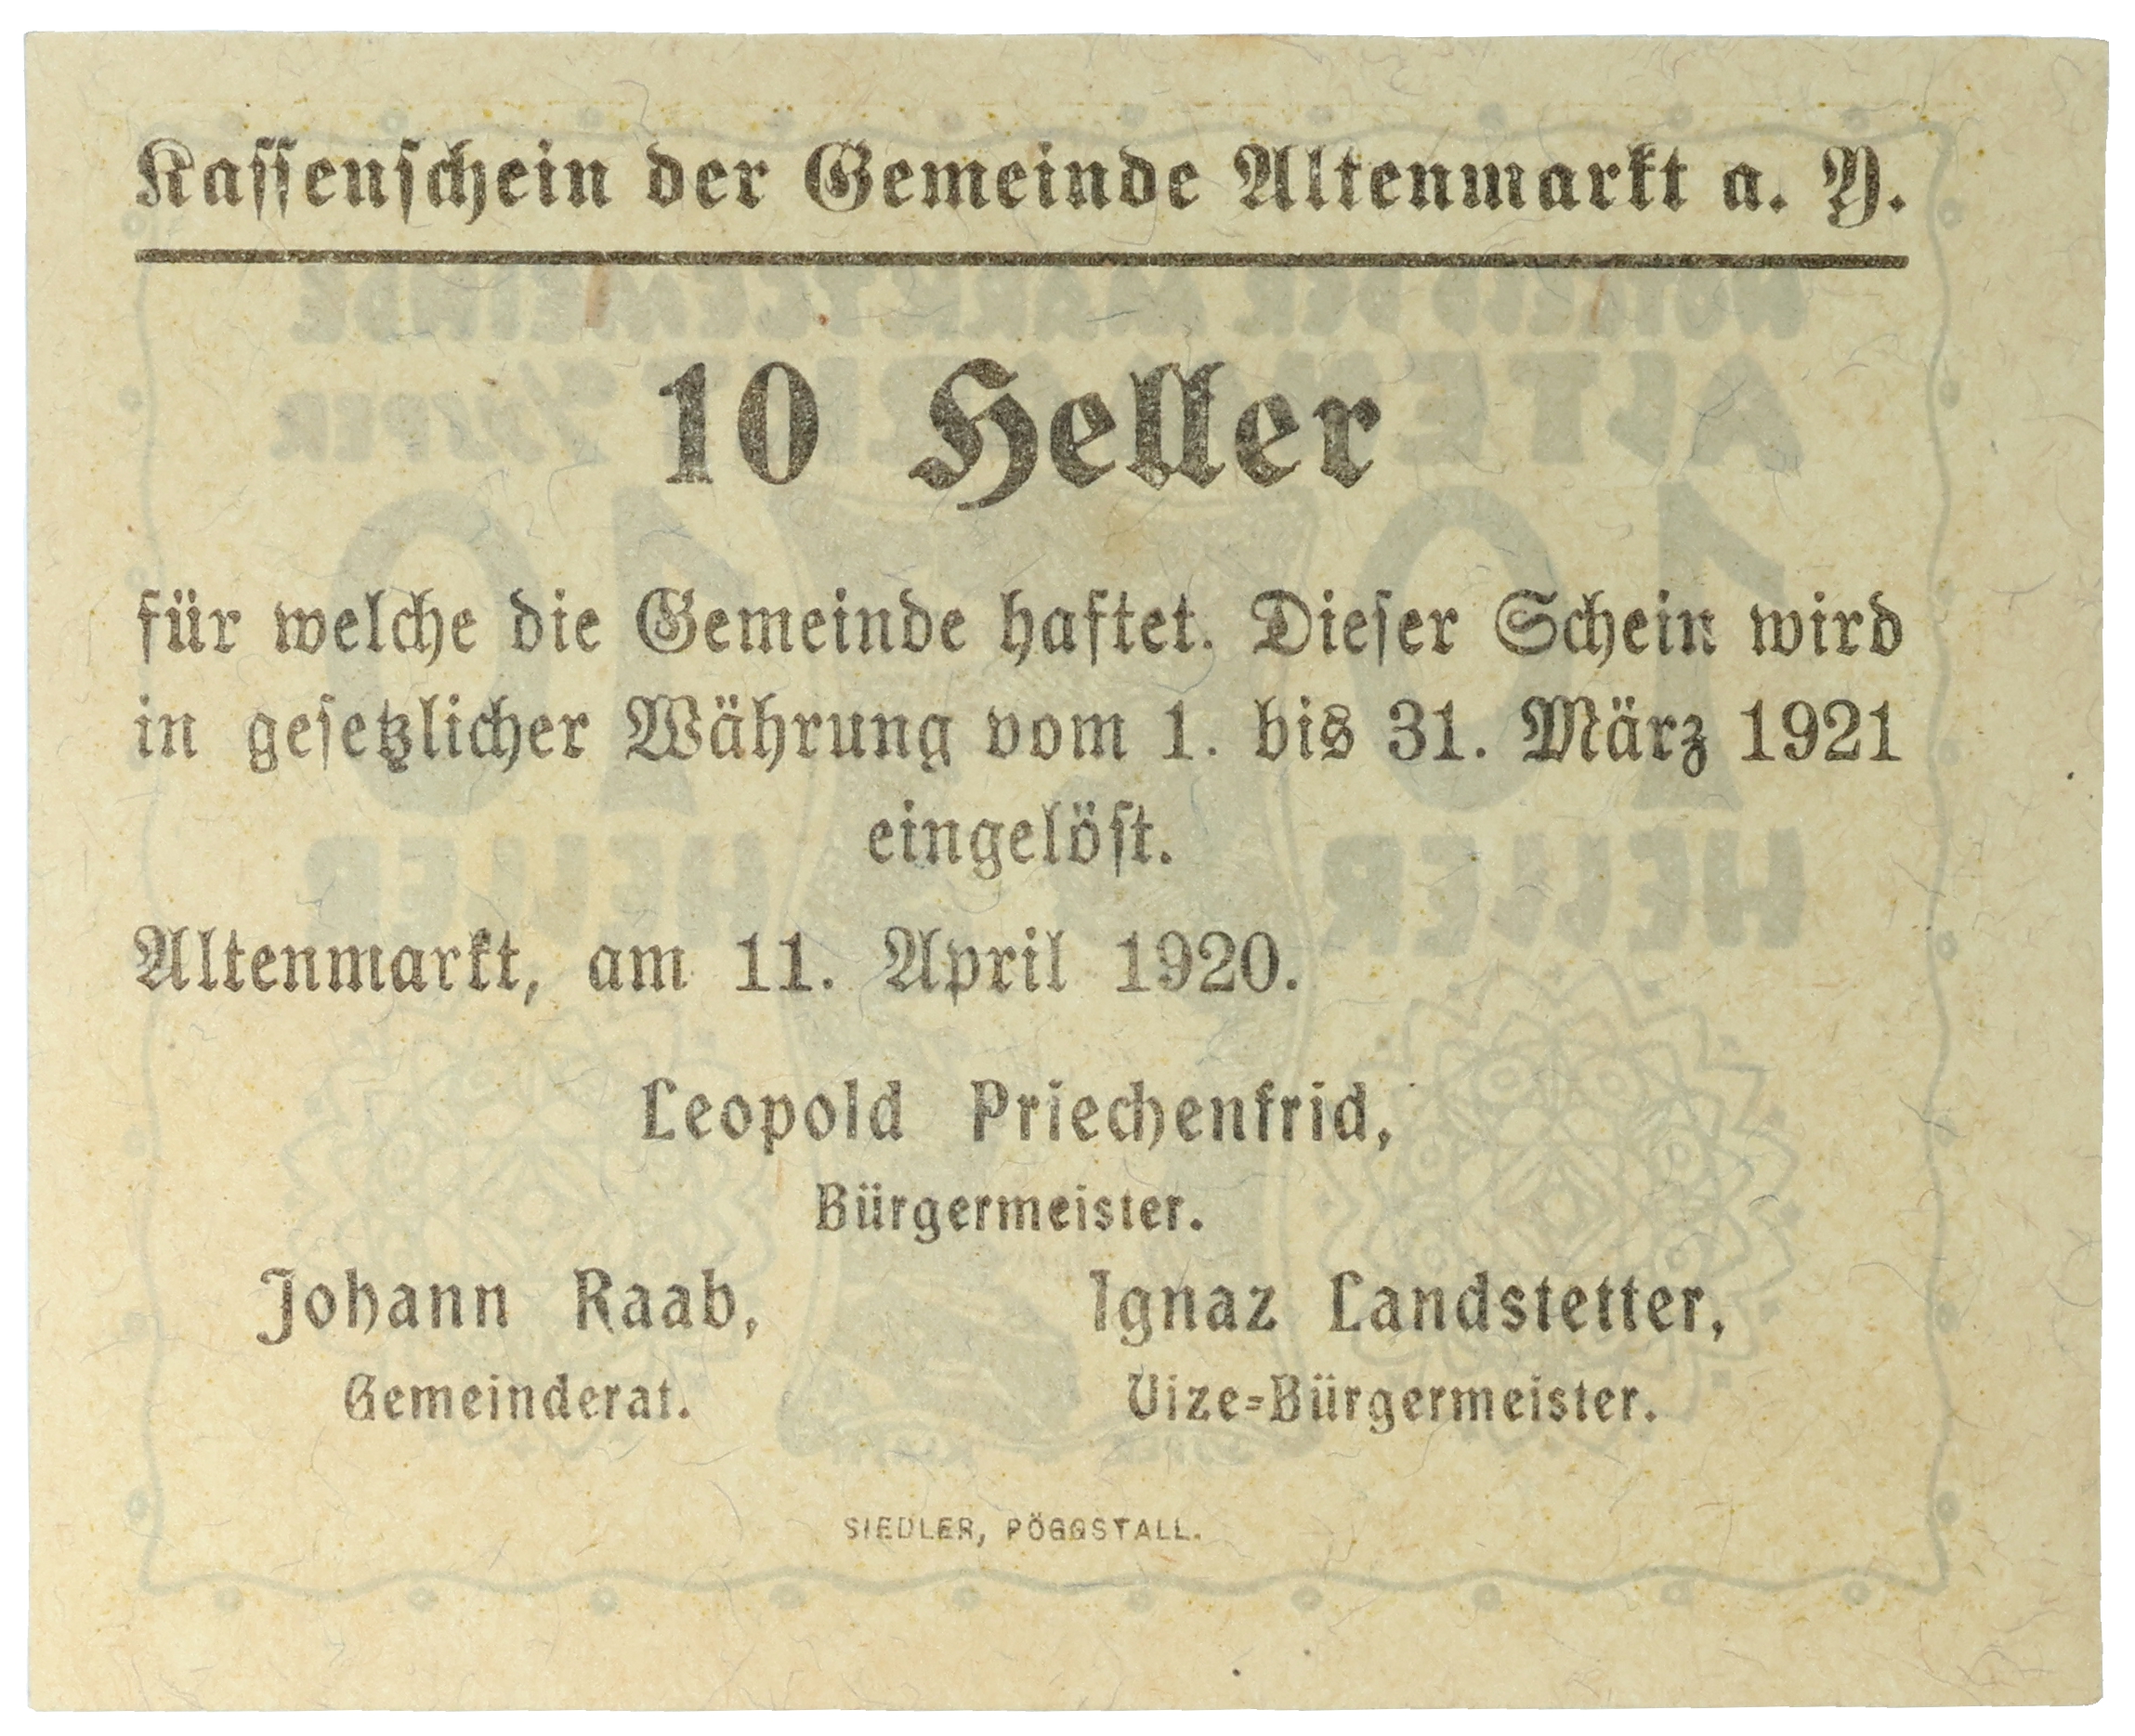 Kassenschein der Gemeinde Altenmarkt a. Y.
10 Heller
für welche die Gemeinde haftet. Dieser Schein wird
in gesetzlicher Währung vom 1. bis 31. März 1921
eingelöst.
Altenmarkt, am 11. April 1920.
Leopold Priechenfrid,
Bürgermeister.
Johann Raab,
Gemeinderat.
Ignaz Landstetter,
Vize-Bürgermeister.
SIEDLER, PÖGGSTALL.